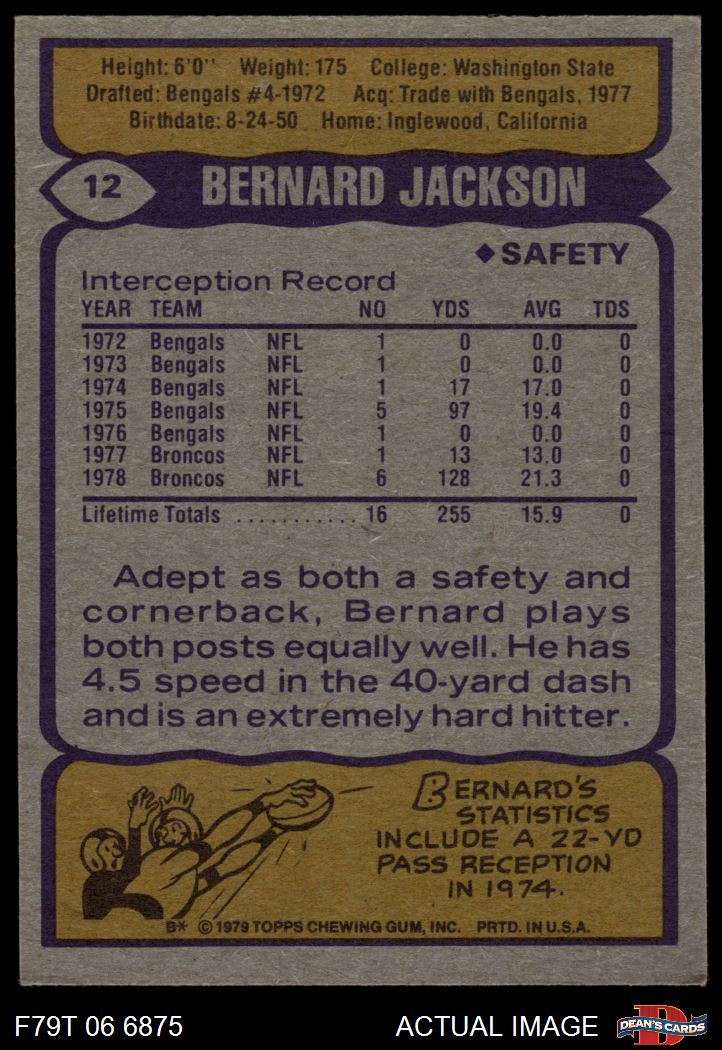 Height: 6'0" Weight: 175 College: Washington State
Drafted: Bengals #4-1972 Acq: Trade with Bengals, 1977
Birthdate: 8-24-50 Home: Inglewood, California
12 BERNARD JACKSON
◆SAFETY
Interception Record
YEAR TEAM NO YDS AVG TDS
1972 Bengals NFL 1 0 0.0 0
1973 Bengals NFL 1 0 0.0 0
1974 Bengals NFL 1 17 17.0 0
1975 Bengals NFL 5 97 19.4 0
1976 Bengals NFL 1 0 0.0 0
1977 Broncos NFL 1 13 13.0 0
1978 Broncos NFL 6 128 21.3 0
Lifetime Totals ........... 16 255 15.9 0
Adept as both a safety and
cornerback, Bernard plays
both posts equally well. He has
4.5 speed in the 40-yard dash
and is an extremely hard hitter.
BERNARD'S
STATISTICS
INCLUDE A 22-YD
PASS RECEPTION
IN 1974.
B* © 1979 TOPPS CHEWING GUM, INC. PRTD. IN U.S.A.
F79T 06 6875 ACTUAL IMAGE D DEAN'S CARDS